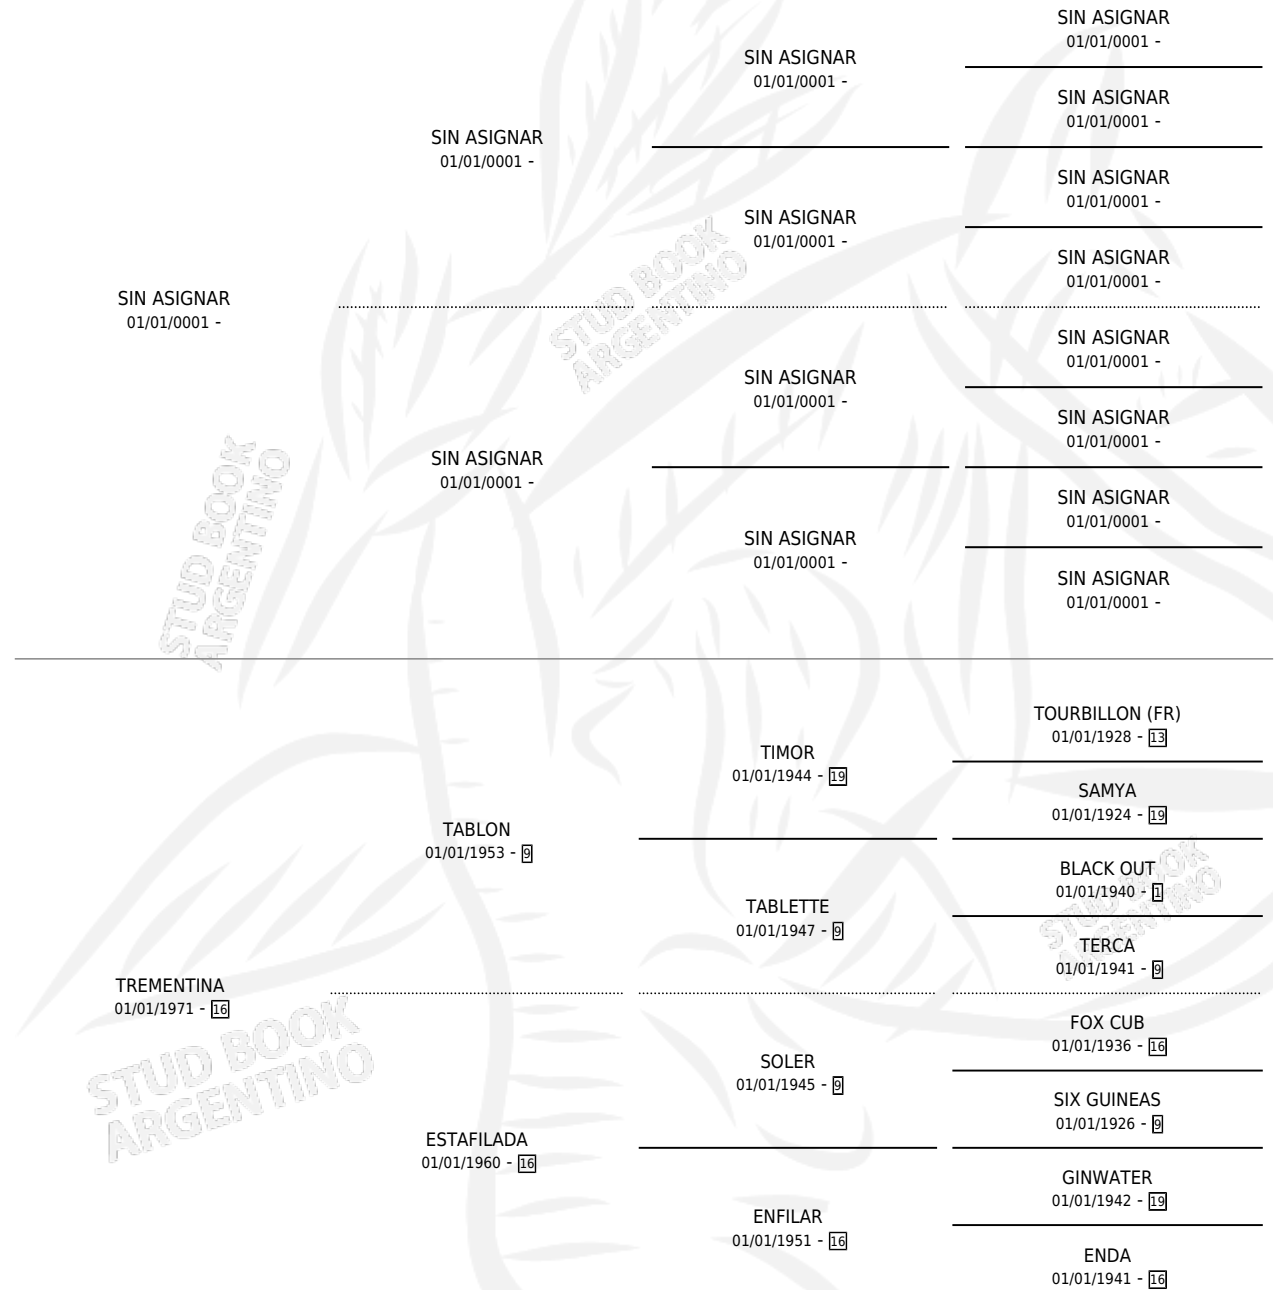 SIN ASIGNAR
01/01/0001 -
SIN ASIGNAR
01/01/0001 -
SIN ASIGNAR
01/01/0001 -
SIN ASIGNAR
01/01/0001 -
SIN ASIGNAR
01/01/0001 -
SIN ASIGNAR
01/01/0001 -
SIN ASIGNAR
01/01/0001 -
SIN ASIGNAR
01/01/0001 -
SIN ASIGNAR
01/01/0001 -
SIN ASIGNAR
01/01/0001 -
SIN ASIGNAR
01/01/0001 -
SIN ASIGNAR
01/01/0001 -
SIN ASIGNAR
01/01/0001 -
SIN ASIGNAR
01/01/0001 -
SIN ASIGNAR
01/01/0001 -
STUD BOOK
ARGENTINO
STUD BOOK
ARGENTINO
TOURBILLON (FR)
01/01/1928 - 13
TIMOR
01/01/1944 - 19
SAMYA
01/01/1924 - 19
TABLON
01/01/1953 - 9
BLACK OUT
01/01/1940 - 1
TABLETTE
01/01/1947 - 9
TERCA
01/01/1941 - 9
TREMENTINA
01/01/1971 - 16
FOX CUB
01/01/1936 - 16
SOLER
01/01/1945 - 9
SIX GUINEAS
01/01/1926 - 9
ESTAFILADA
01/01/1960 - 16
GINWATER
01/01/1942 - 19
ENFILAR
01/01/1951 - 16
ENDA
01/01/1941 - 16
STUD BOOK
ARGENTINO
STUD BOOK
ARGENTINO